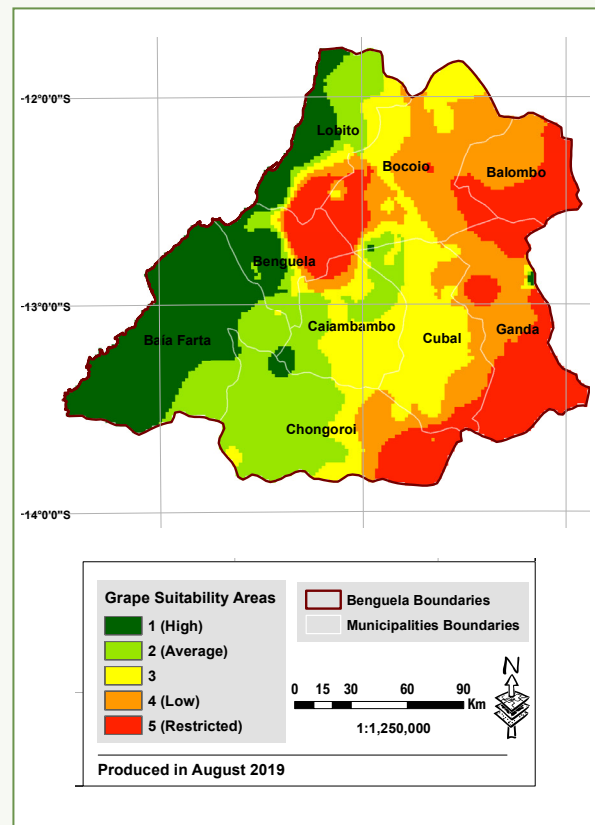 -12°0'0"S
Lobito
Bocoio
Balombo
Benguela
-13°0'0"S
Caiambambo
Baia Farta
Cubal
Ganda
Chongoroi
-14°0'0"S
Grape Suitability Areas
1 (High)
2 (Average)
3
4 (Low)
5 (Restricted)
Benguela Boundaries
Municipalities Boundaries
N
0 15 30 60 90
Km
1:1,250,000
Produced in August 2019